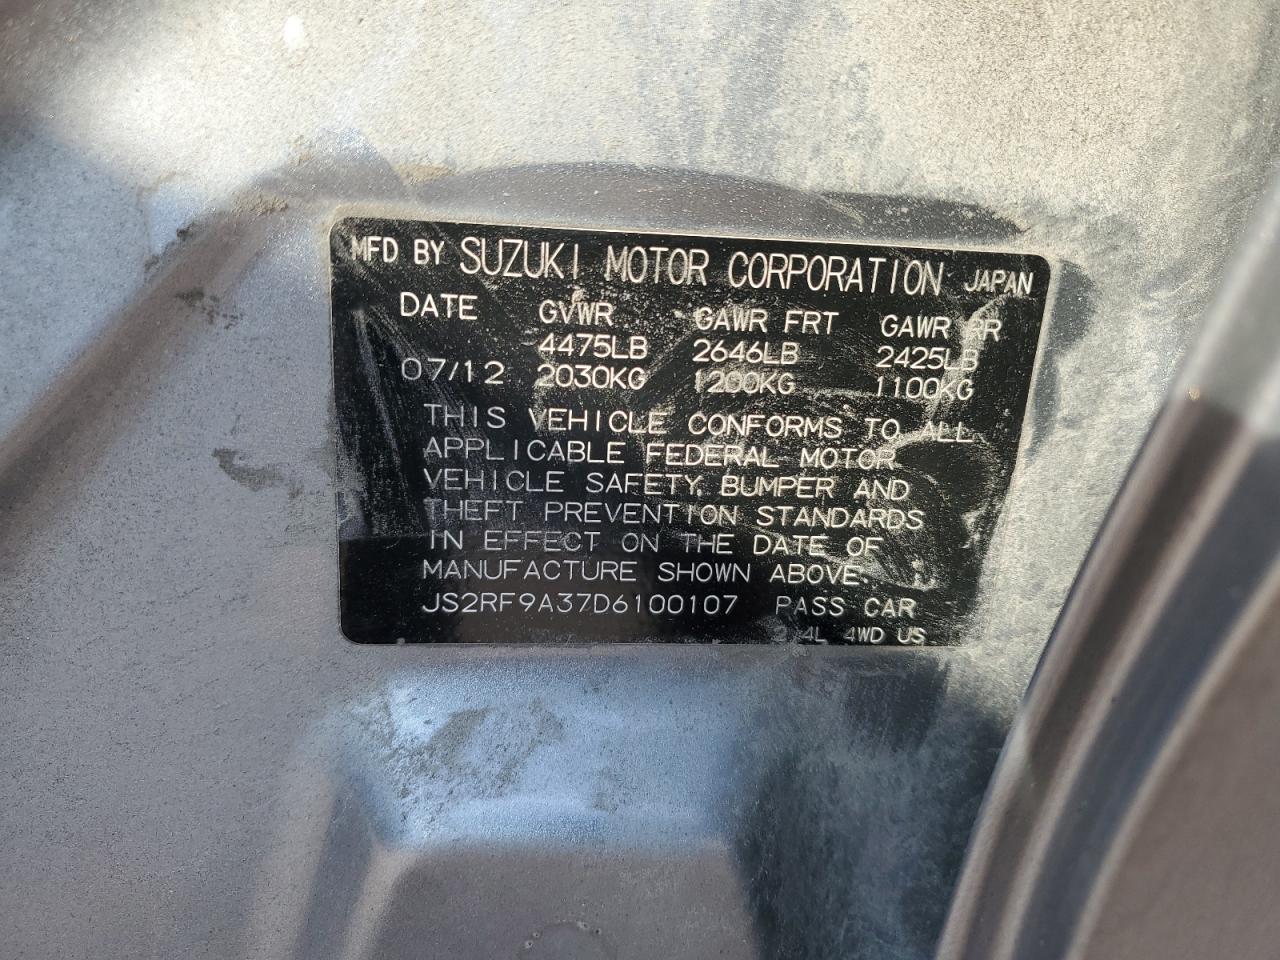 MFD BY SUZUKI MOTOR CORPORATION JAPAN
DATE GVWR GAWR FRT GAWR RR
4475LB 2646LB 2425LB
07/12 2030KG 1200KG 1100KG
THIS VEHICLE CONFORMS TO ALL
APPLICABLE FEDERAL MOTOR
VEHICLE SAFETY, BUMPER AND
THEFT PREVENTION STANDARDS
IN EFFECT ON THE DATE OF
MANUFACTURE SHOWN ABOVE.
JS2RF9A37D6100107 PASS CAR
2.4L 4WD US